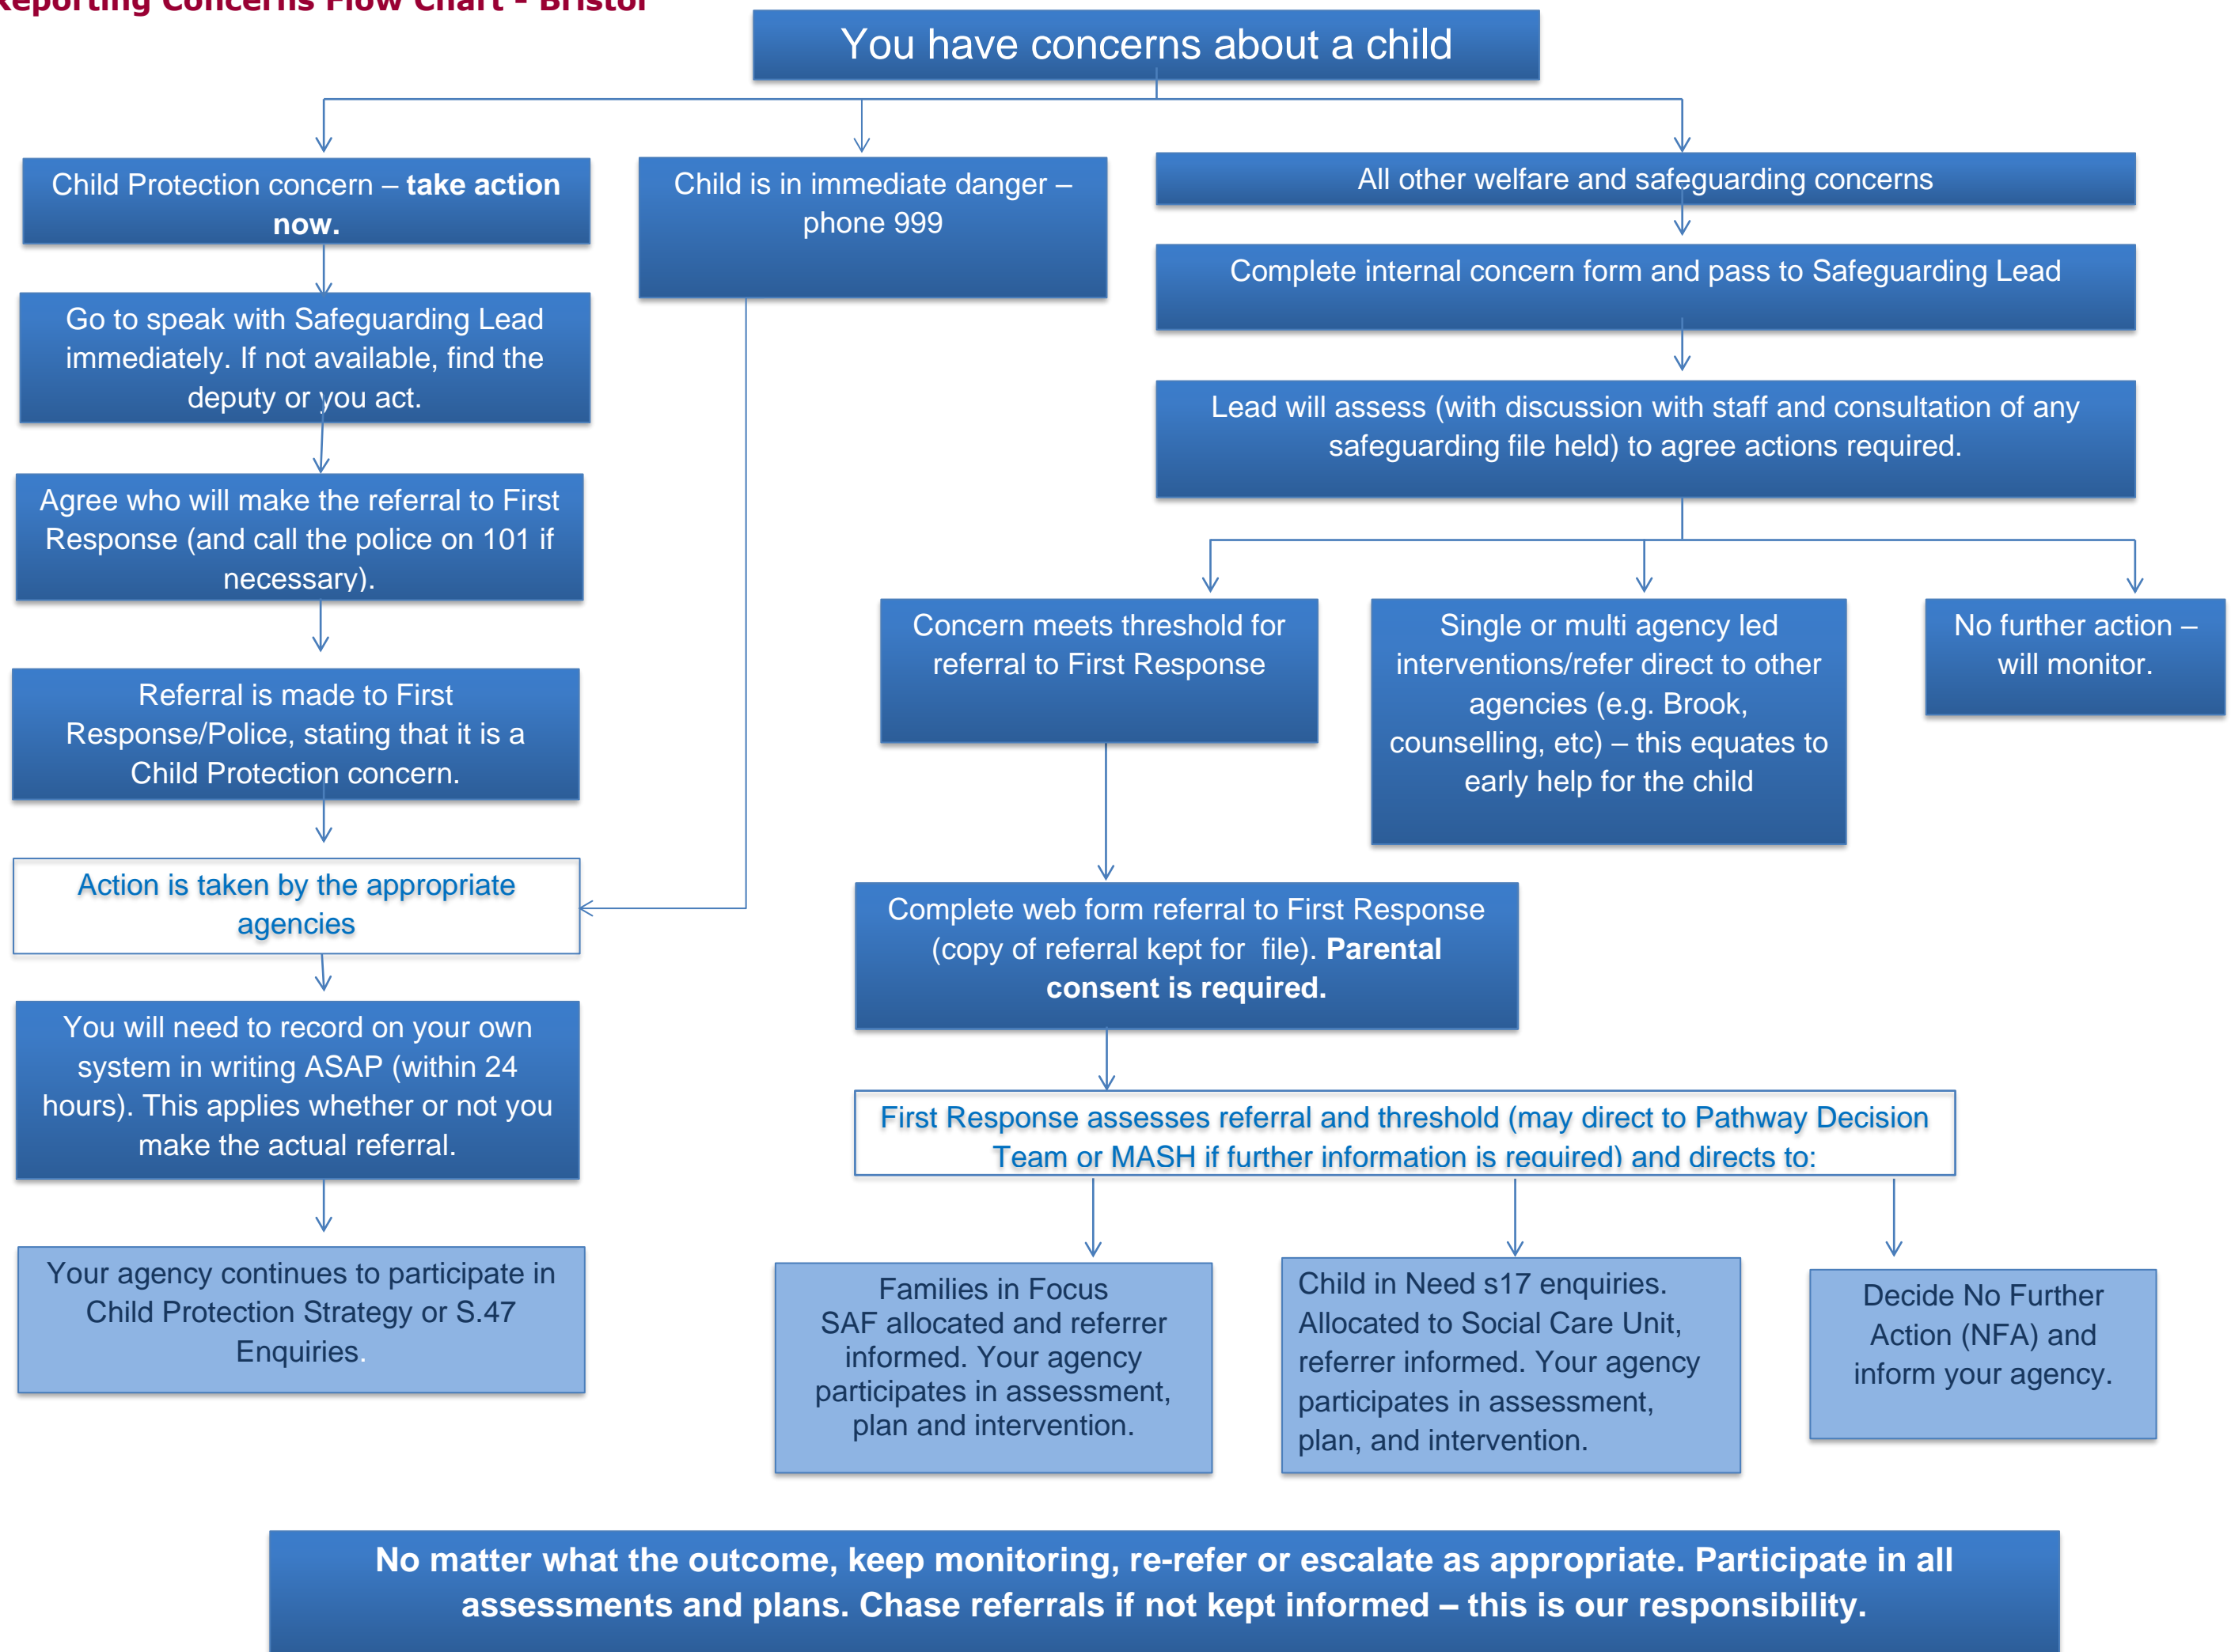 Reporting Concerns Flow Chart - Bristol
You have concerns about a child
Child Protection concern – take action
now.
Child is in immediate danger –
phone 999
All other welfare and safeguarding concerns
Complete internal concern form and pass to Safeguarding Lead
Go to speak with Safeguarding Lead
immediately. If not available, find the
deputy or you act.
Lead will assess (with discussion with staff and consultation of any
safeguarding file held) to agree actions required.
Agree who will make the referral to First
Response (and call the police on 101 if
necessary).
Concern meets threshold for
referral to First Response
Single or multi agency led
interventions/refer direct to other
agencies (e.g. Brook,
counselling, etc) – this equates to
early help for the child
No further action –
will monitor.
Referral is made to First
Response/Police, stating that it is a
Child Protection concern.
Action is taken by the appropriate
agencies
Complete web form referral to First Response
(copy of referral kept for file). Parental
consent is required.
You will need to record on your own
system in writing ASAP (within 24
hours). This applies whether or not you
make the actual referral.
First Response assesses referral and threshold (may direct to Pathway Decision
Team or MASH if further information is required) and directs to:
Your agency continues to participate in
Child Protection Strategy or S.47
Enquiries.
Families in Focus
SAF allocated and referrer
informed. Your agency
participates in assessment,
plan and intervention.
Child in Need s17 enquiries.
Allocated to Social Care Unit,
referrer informed. Your agency
participates in assessment,
plan, and intervention.
Decide No Further
Action (NFA) and
inform your agency.
No matter what the outcome, keep monitoring, re-refer or escalate as appropriate. Participate in all
assessments and plans. Chase referrals if not kept informed – this is our responsibility.